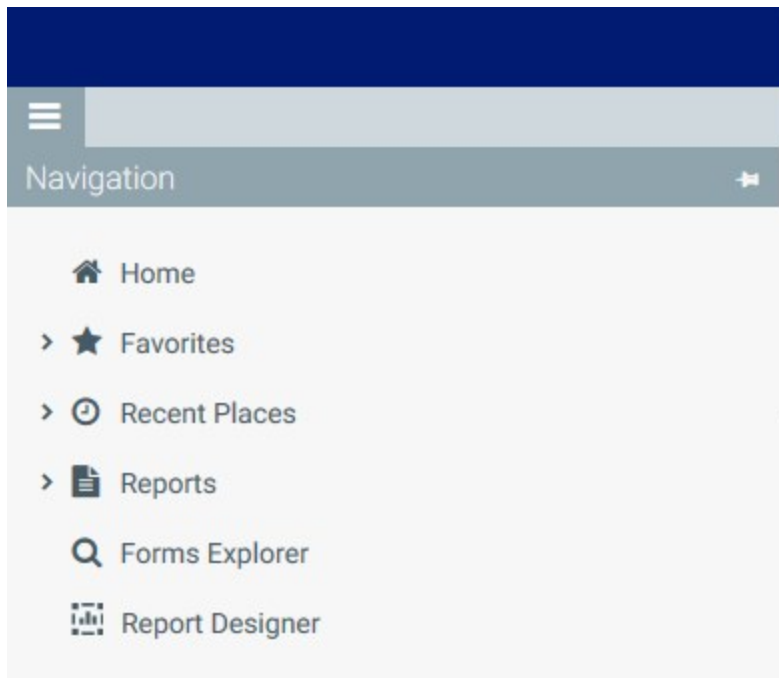 Navigation
Home
Favorites
Recent Places
Reports
Forms Explorer
Report Designer